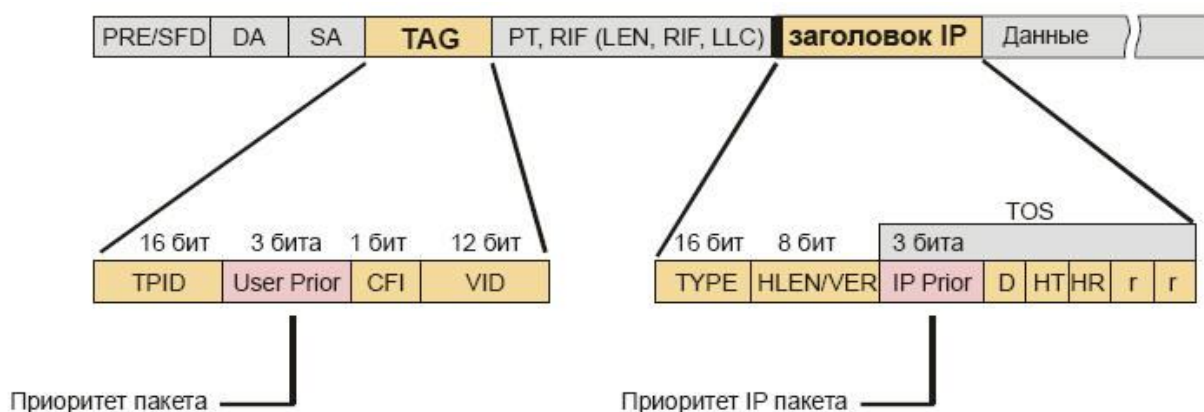 PRE/SFD DA SA TAG PT, RIF (LEN, RIF, LLC) заголовок IP Данные
TOS
16 бит 3 бита 1 бит 12 бит 16 бит 8 бит 3 бита
TPID User Prior CFI VID TYPE HLEN/VER IP Prior D HT HR r r
Приоритет пакета Приоритет IP пакета